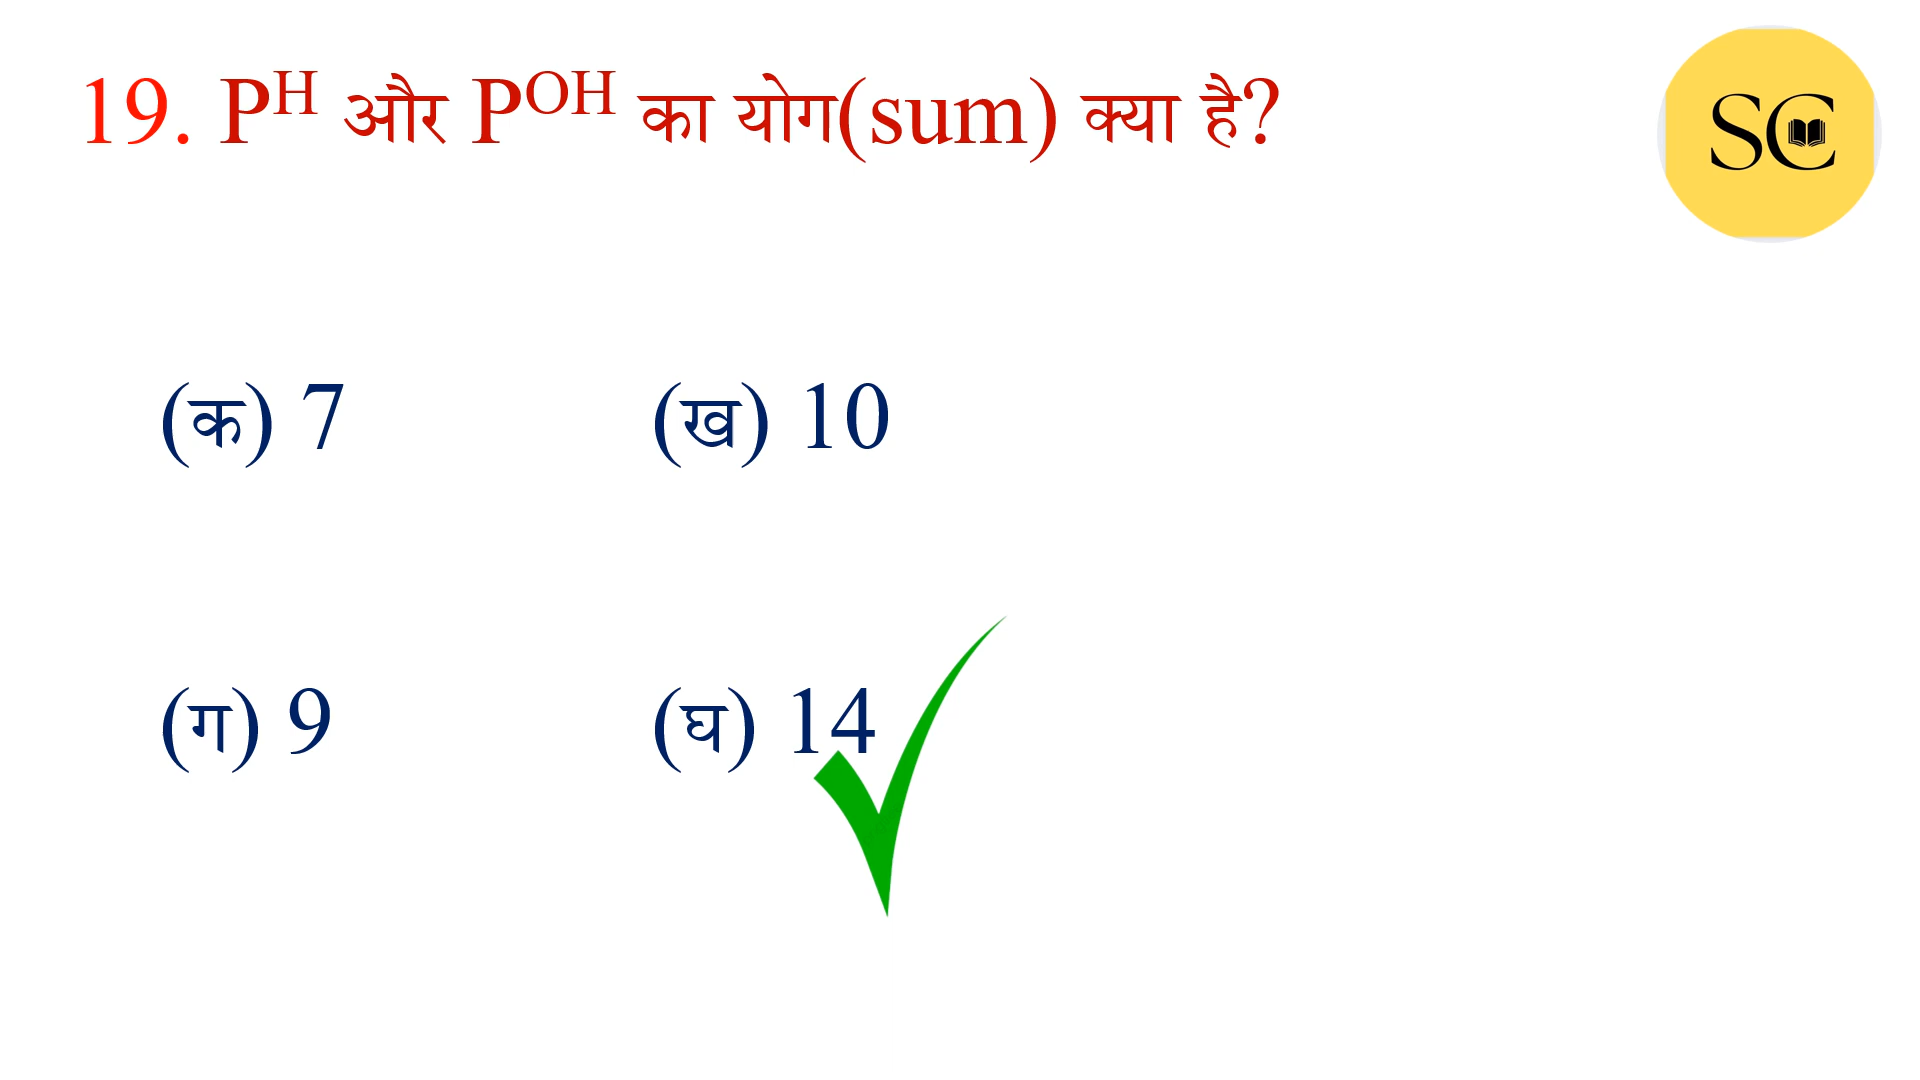 19. Pᴴ और Pᴼᴴ का योग(sum) क्या है?
SC
(क) 7 (ख) 10
(ग) 9 (घ) 14